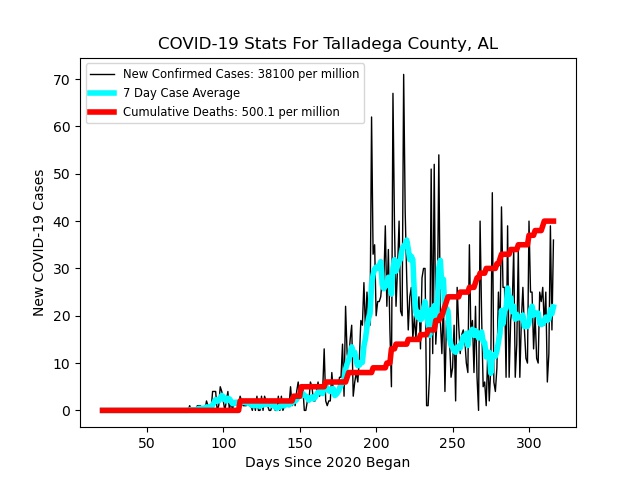 COVID-19 Stats For Talladega County, AL
New Confirmed Cases: 38100 per million
7 Day Case Average
Cumulative Deaths: 500.1 per million
New COVID-19 Cases
70
60
50
40
30
20
10
0
50 100 150 200 250 300
Days Since 2020 Began